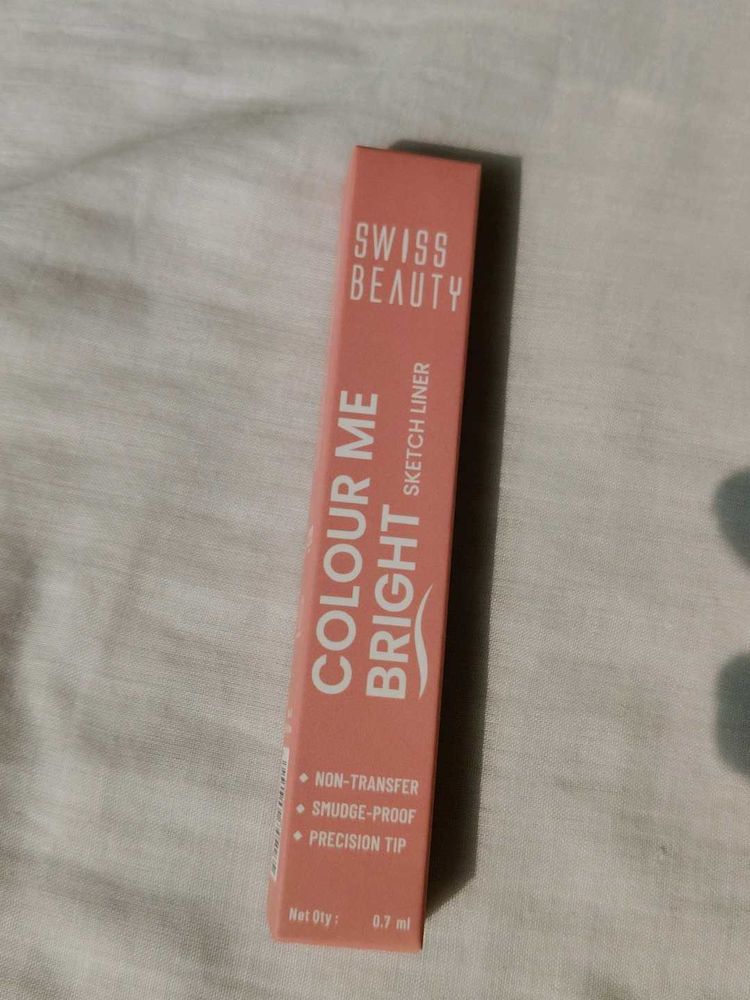 SWISS
BEAUTY
COLOUR ME
BRIGHT
SKETCH LINER
NON-TRANSFER
SMUDGE-PROOF
PRECISION TIP
Net Qty : 0.7 ml